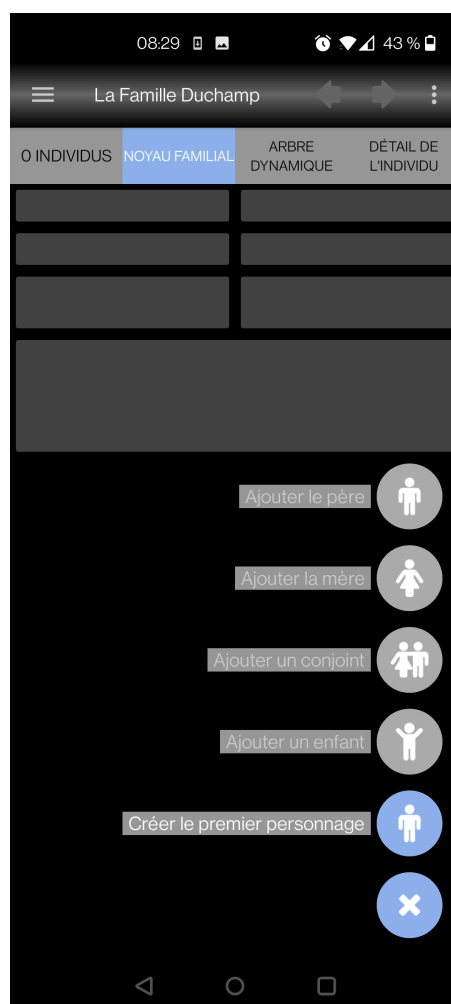 08:29 43 %
La Famille Duchamp
0 INDIVIDUS NOYAU FAMILIAL ARBRE DYNAMIQUE DÉTAIL DE L'INDIVIDU
Ajouter le père
Ajouter la mère
Ajouter un conjoint
Ajouter un enfant
Créer le premier personnage